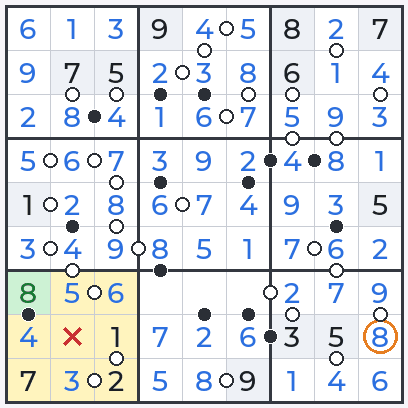 6 1 3 9 4 5 8 2 7
9 7 5 2 3 8 6 1 4
2 8 4 1 6 7 5 9 3
5 6 7 3 9 2 4 8 1
1 2 8 6 7 4 9 3 5
3 4 9 8 5 1 7 6 2
8 5 6 2 7 9
4 1 7 2 6 3 5 8
7 3 2 5 8 9 1 4 6